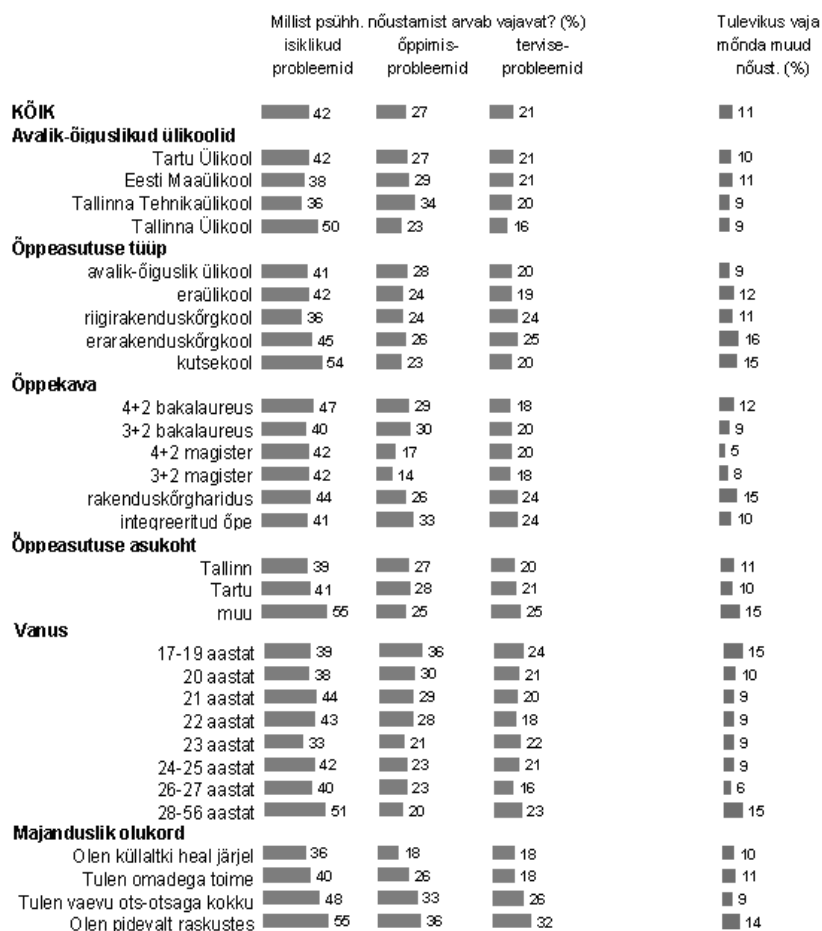 Millist psühh. nõustamist arvab vajavat? (%) Tulevikus vaja
isiklikud õppimis- tervise- mõnda muud
probleemid probleemid probleemid nõust. (%)
KÕIK 42 27 21 11
Avalik-õiguslikud ülikoolid
Tartu Ülikool 42 27 21 10
Eesti Maaülikool 38 29 21 11
Tallinna Tehnikaülikool 36 34 20 9
Tallinna Ülikool 50 23 16 9
Õppeasutuse tüüp
avalik-õiguslik ülikool 41 28 20 9
eraülikool 42 24 19 12
riigirakenduskõrgkool 36 24 24 11
erarakenduskõrgkool 45 26 25 16
kutsekool 54 23 20 15
Õppekava
4+2 bakalaureus 47 29 18 12
3+2 bakalaureus 40 30 20 9
4+2 magister 42 17 20 5
3+2 magister 42 14 18 8
rakenduskõrgharidus 44 26 24 15
integreeritud õpe 41 33 24 10
Õppeasutuse asukoht
Tallinn 39 27 20 11
Tartu 41 28 21 10
muu 55 25 25 15
Vanus
17-19 aastat 39 36 24 15
20 aastat 38 30 21 10
21 aastat 44 29 20 9
22 aastat 43 28 18 9
23 aastat 33 21 22 9
24-25 aastat 42 23 21 9
26-27 aastat 40 23 16 6
28-56 aastat 51 20 23 15
Majanduslik olukord
Olen küllaltki heal järjel 36 18 18 10
Tulen omadega toime 40 26 18 11
Tulen vaevu ots-otsaga kokku 48 33 26 9
Olen pidevalt raskustes 55 36 32 14